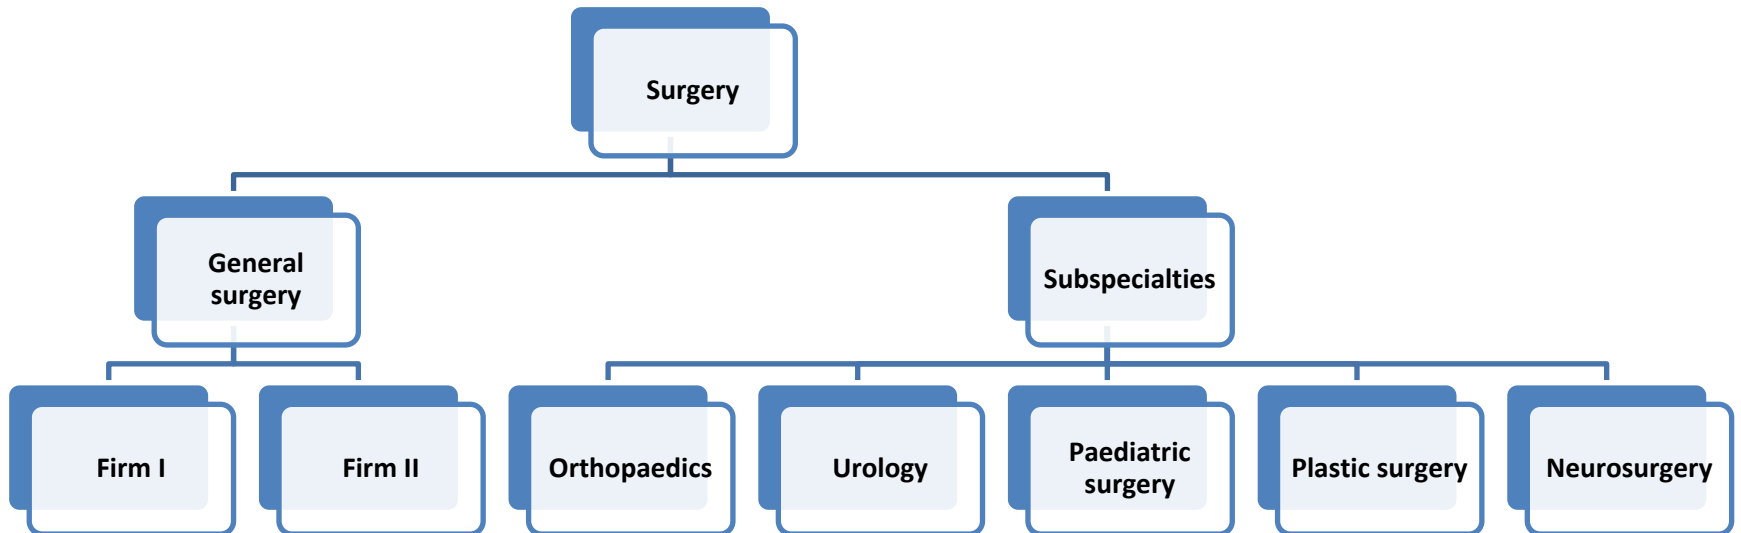 Surgery
General
surgery
Subspecialties
Firm I
Firm II
Orthopaedics
Urology
Paediatric
surgery
Plastic surgery
Neurosurgery